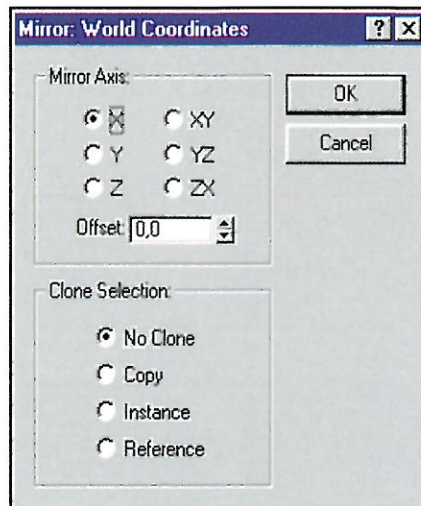 Mirror: World Coordinates
Mirror Axis:
X XY
Y YZ
Z ZX
Offset: 0,0
OK
Cancel
Clone Selection:
No Clone
Copy
Instance
Reference